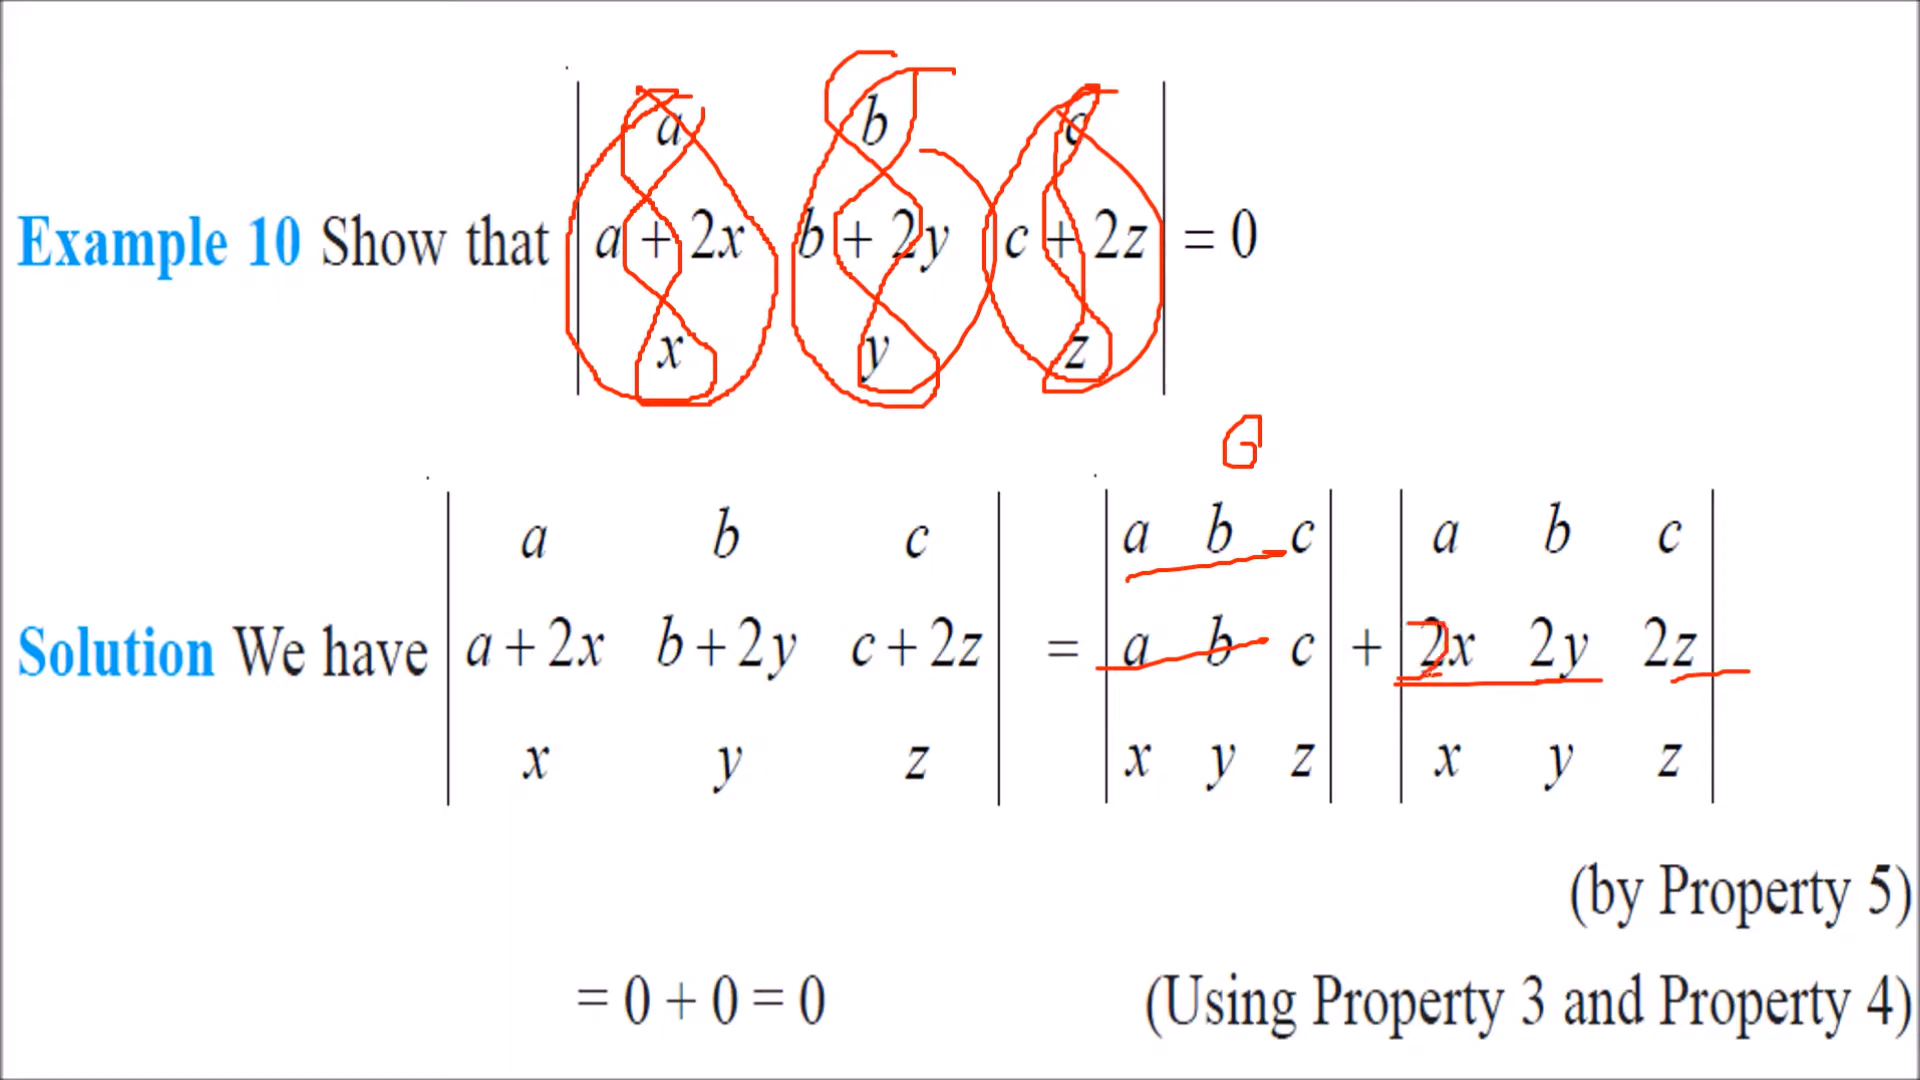 a b c
Example 10 Show that a + 2x b + 2y c + 2z = 0
x y z
G
a b c a b c a b c
Solution We have a + 2x b + 2y c + 2z = a b c + 2x 2y 2z
x y z x y z x y z
(by Property 5)
= 0 + 0 = 0 (Using Property 3 and Property 4)